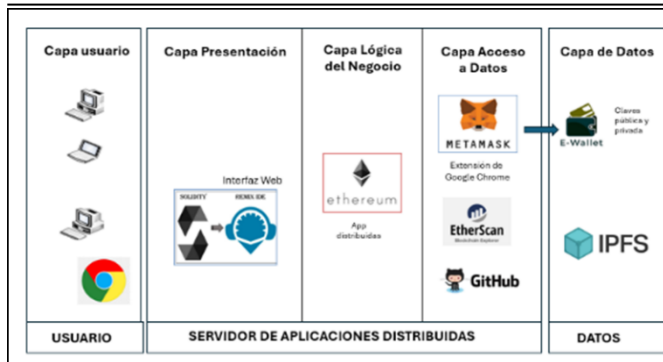 Capa usuario
Capa Presentación
Interfaz Web
SOLIDITY
REMIX IDE
Capa Lógica
del Negocio
ethereum
App
distribuidas
Capa Acceso
a Datos
METAMASK
Extensión de
Google Chrome
EtherScan
Blockchain Explorer
GitHub
Capa de Datos
Claves
pública y
privada
E-Wallet
IPFS
USUARIO
SERVIDOR DE APLICACIONES DISTRIBUIDAS
DATOS